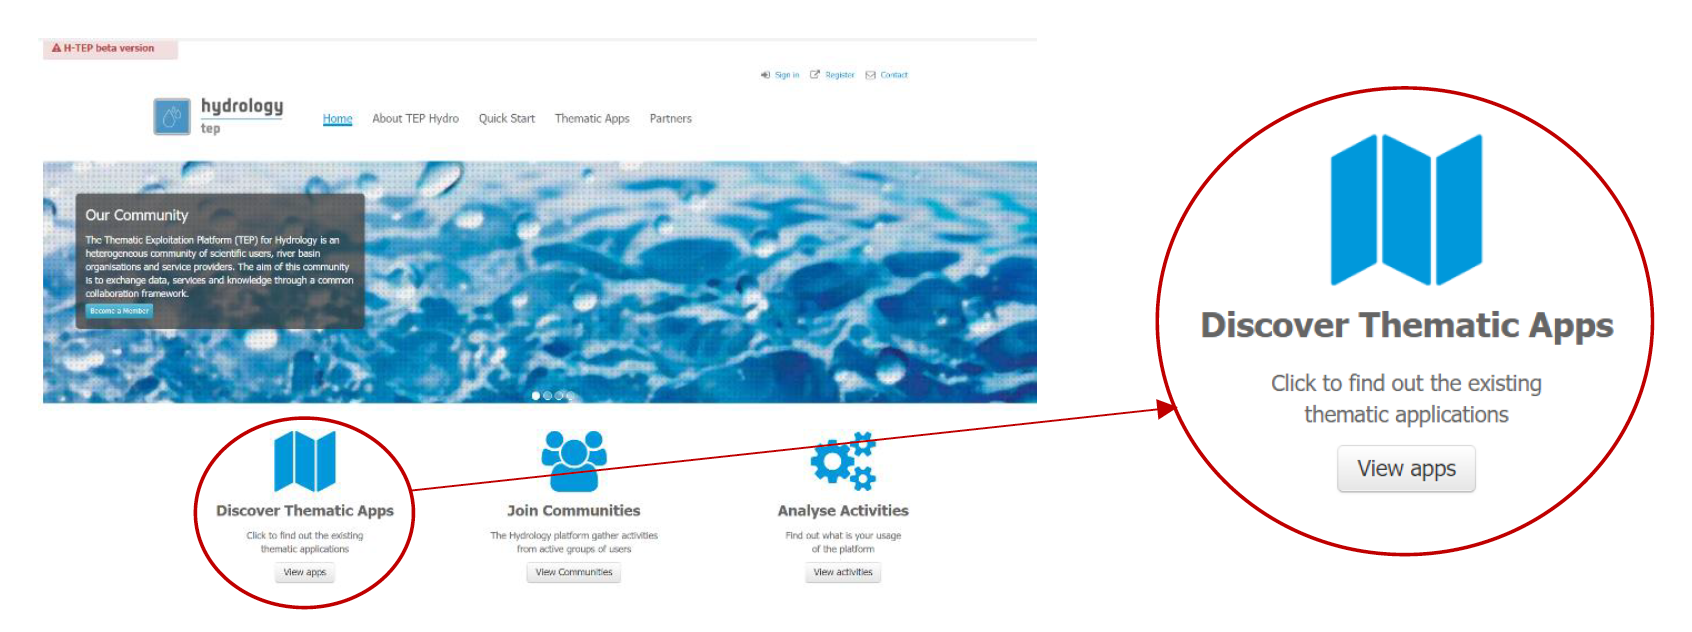 H-TEP beta version
Sign in Register Contact
hydrology
tep
Home About TEP Hydro Quick Start Thematic Apps Partners
Our Community
The Thematic Exploitation Platform (TEP) for Hydrology is an
heterogeneous community of scientific users, river basin
organisations and service providers. The aim of this community
is to exchange data, services and knowledge through a common
collaboration framework.
Become a Member
Discover Thematic Apps
Click to find out the existing
thematic applications
View apps
Join Communities
The Hydrology platform gather activities
from active groups of users
View Communities
Analyse Activities
Find out what is your usage
of the platform
View activities
Discover Thematic Apps
Click to find out the existing
thematic applications
View apps